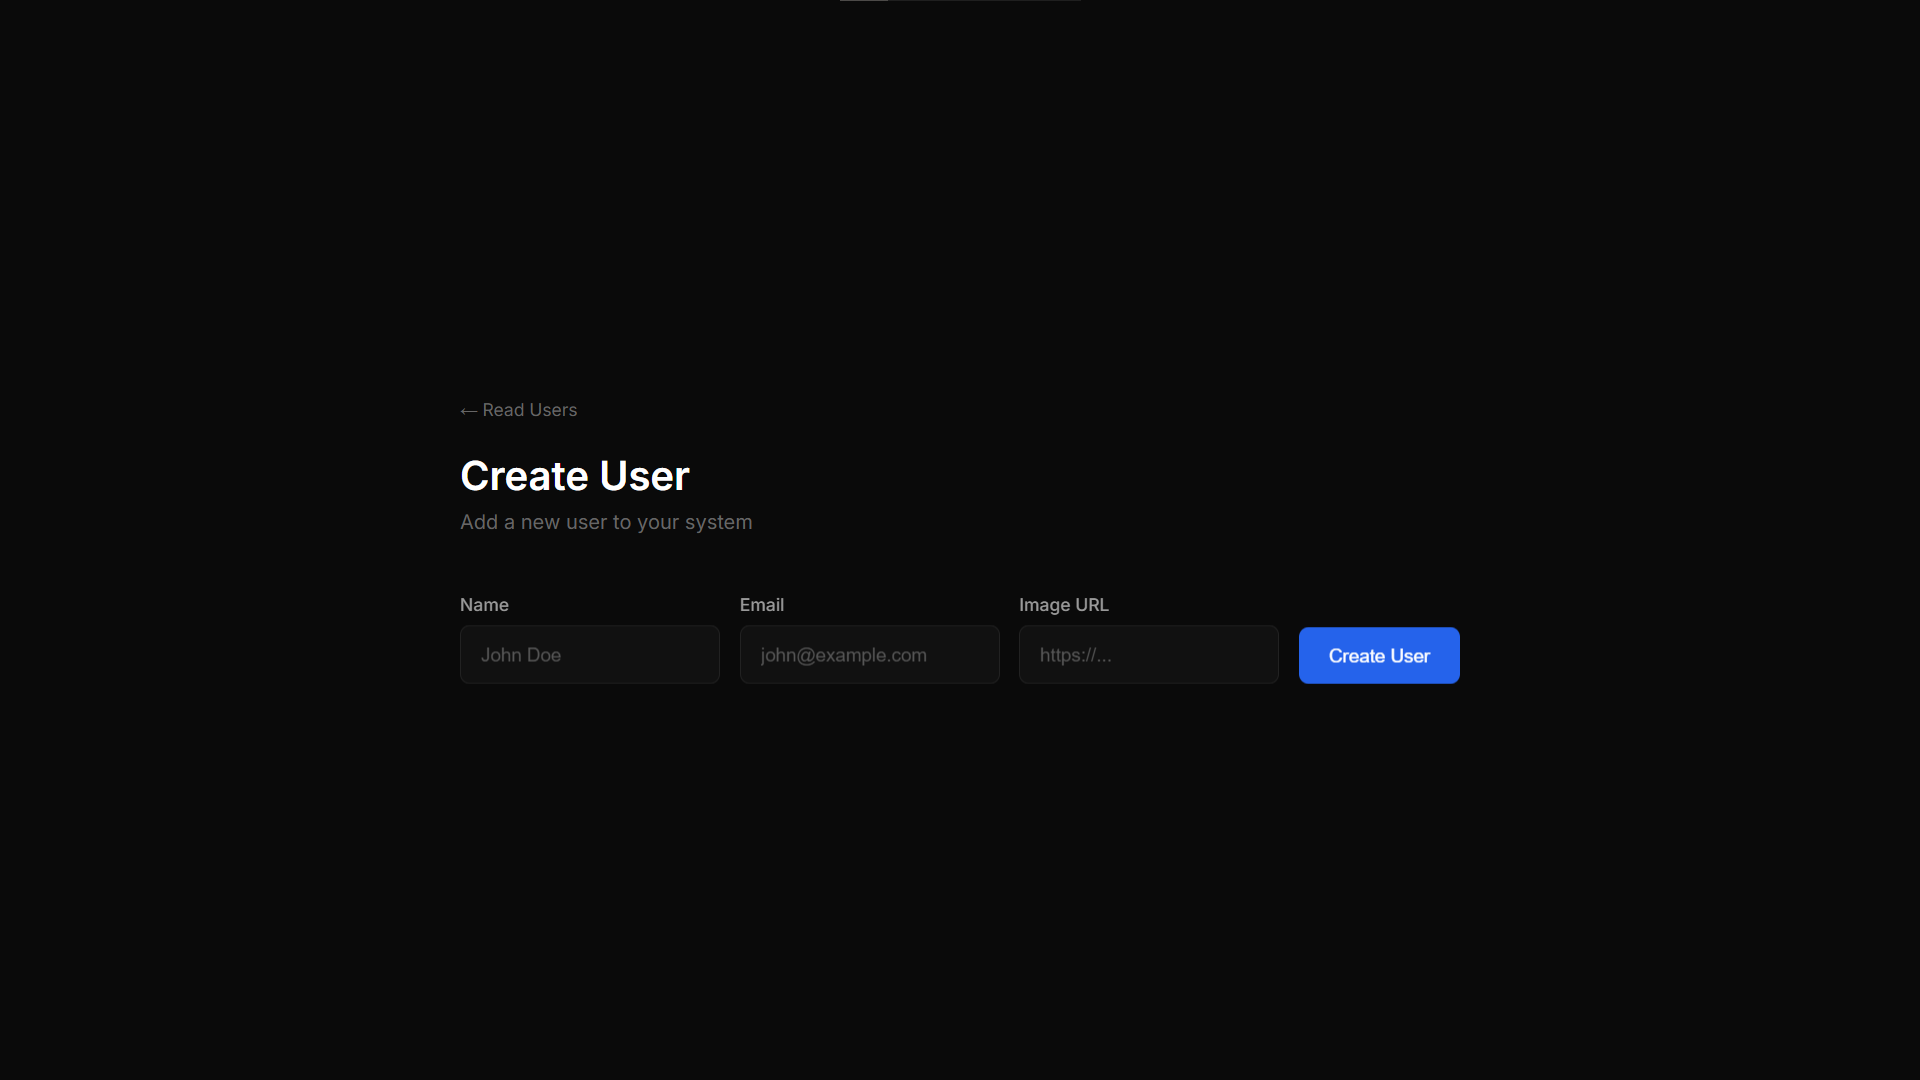 ← Read Users
Create User
Add a new user to your system
Name
Email
Image URL
John Doe
john@example.com
https://...
Create User